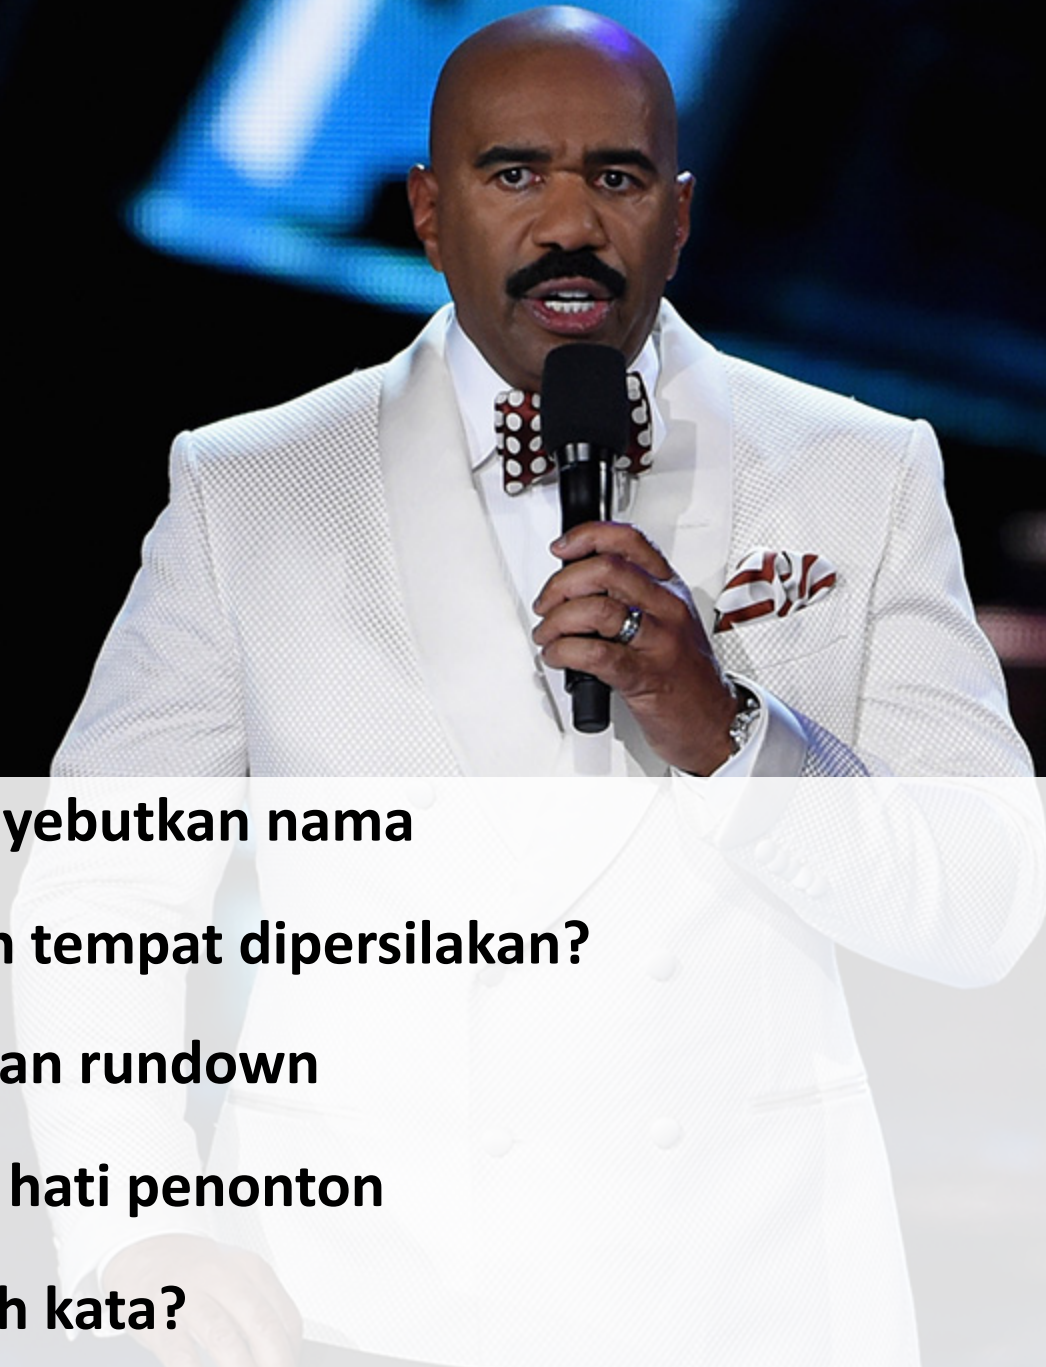 yebutkan nama
n tempat dipersilakan?
an rundown
hati penonton
h kata?